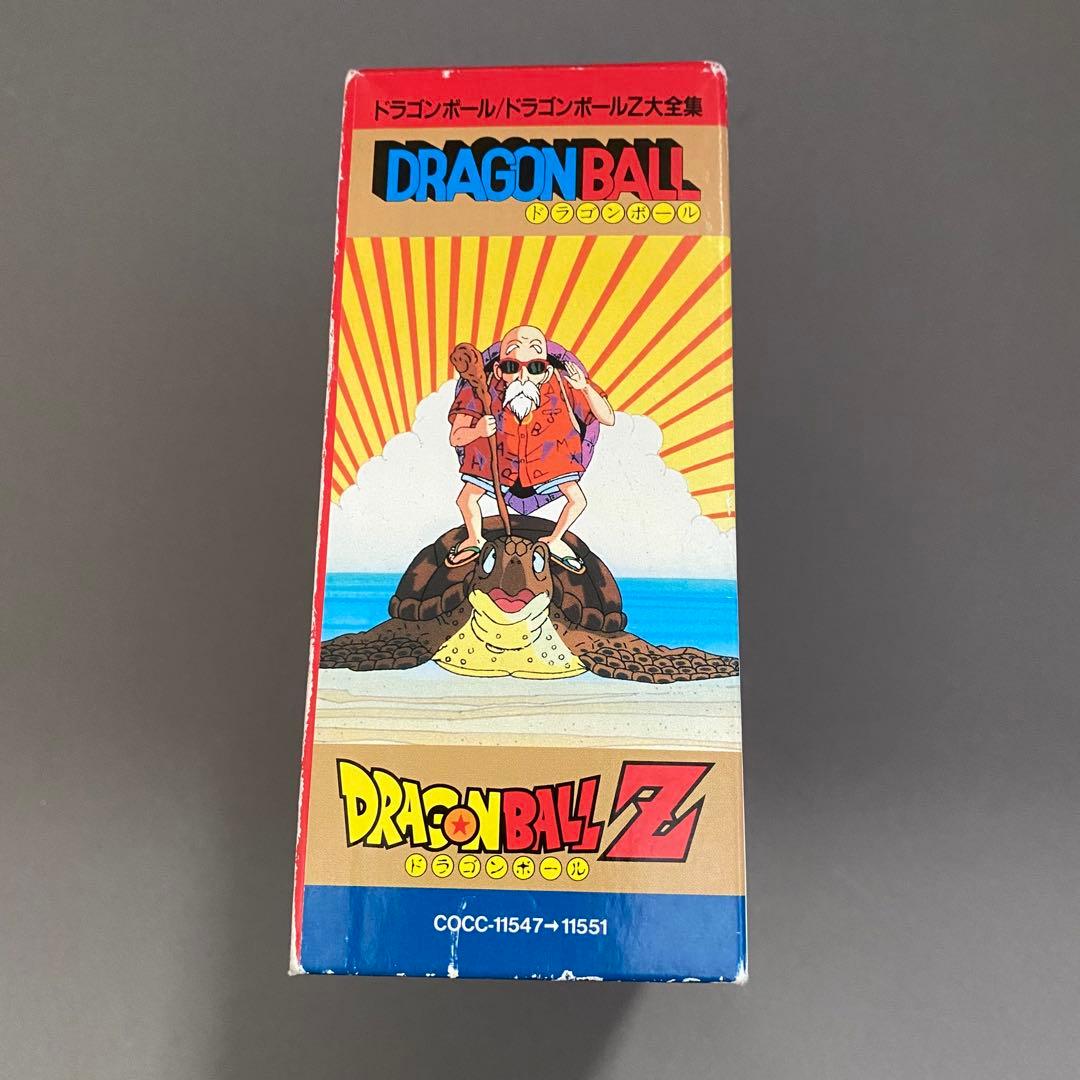 ドラゴンボール/ドラゴンボールZ大全集
DRAGON BALL
ドラゴンボール
DRAGON BALL Z
ドラゴンボール
COCC-11547→11551